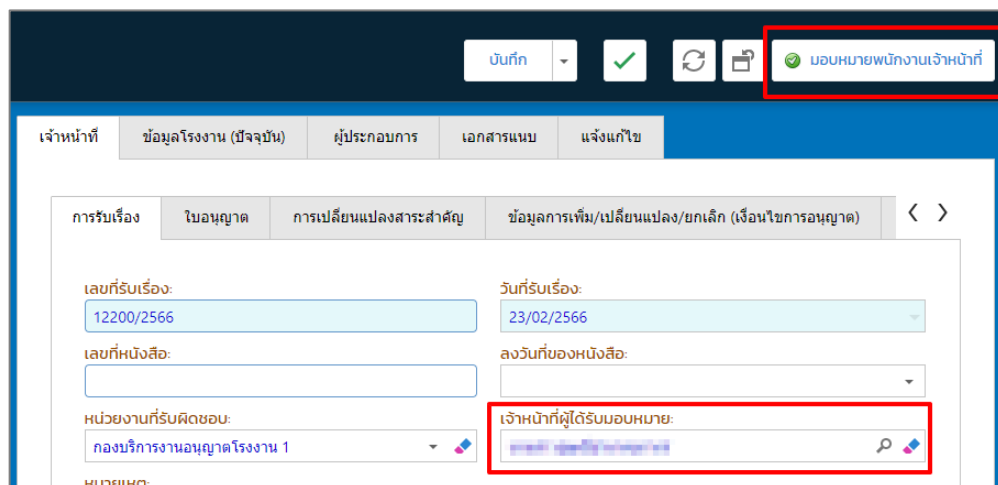 บันทึก
มอบหมายพนักงานเจ้าหน้าที่
เจ้าหน้าที่ ข้อมูลโรงงาน (ปัจจุบัน) ผู้ประกอบการ เอกสารแนบ แจ้งแก้ไข
การรับเรื่อง ใบอนุญาต การเปลี่ยนแปลงสาระสำคัญ ข้อมูลการเพิ่ม/เปลี่ยนแปลง/ยกเลิก (เงื่อนไขการอนุญาต)
เลขที่รับเรื่อง: วันที่รับเรื่อง:
12200/2566 23/02/2566
เลขที่หนังสือ: ลงวันที่ของหนังสือ:
หน่วยงานที่รับผิดชอบ: เจ้าหน้าที่ผู้ได้รับมอบหมาย:
กองบริการงานอนุญาตโรงงาน 1
หมายเหตุ: